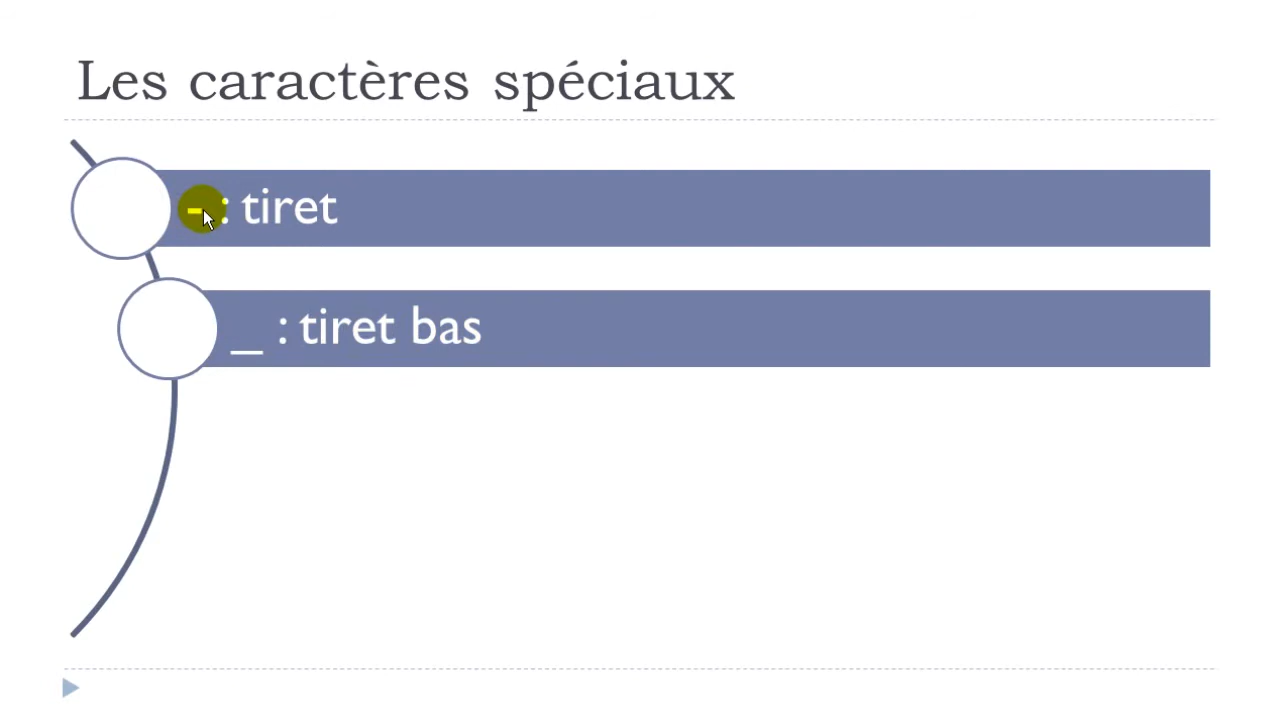 Les caractères spéciaux
- : tiret
_ : tiret bas